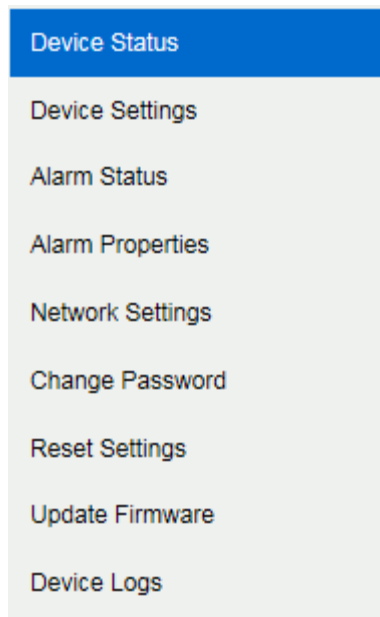 Device Status
Device Settings
Alarm Status
Alarm Properties
Network Settings
Change Password
Reset Settings
Update Firmware
Device Logs